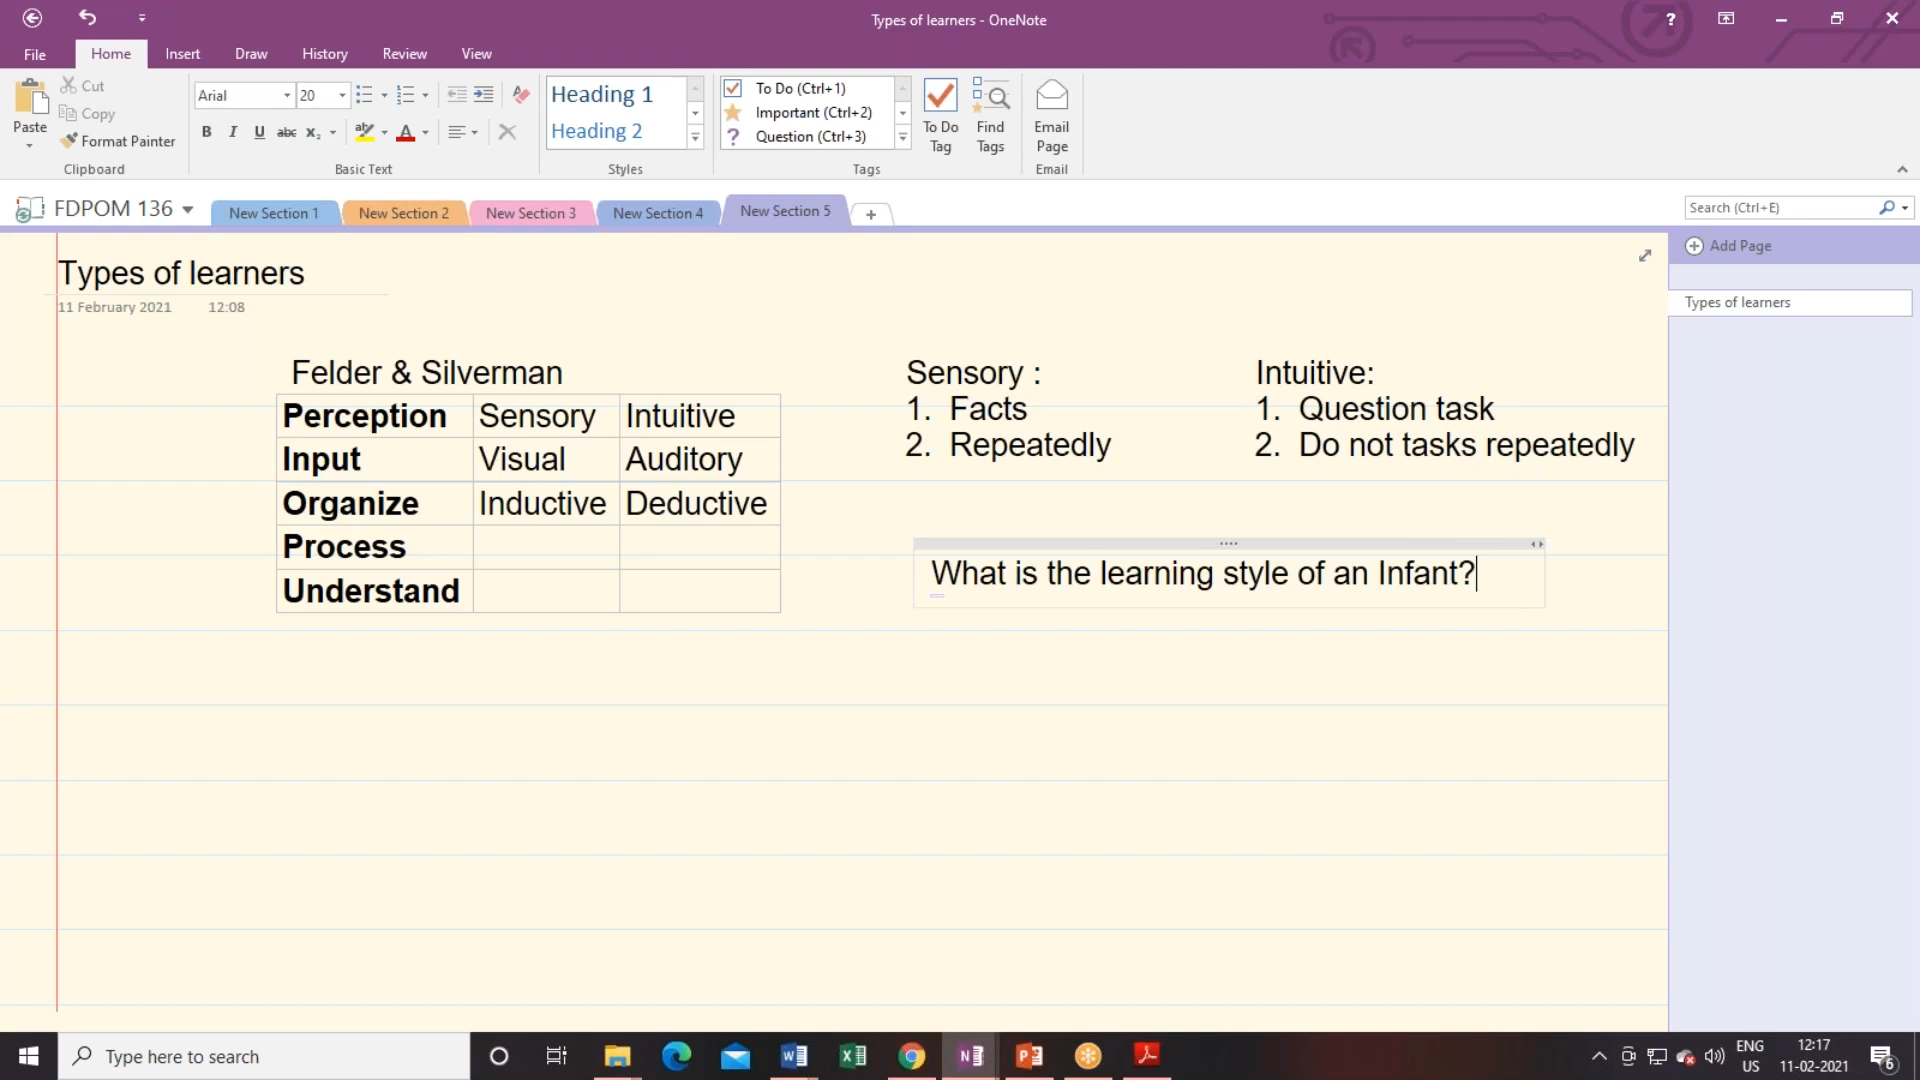 Types of learners - OneNote
?
File
Home
Insert
Draw
History
Review
View
Paste
Cut
Copy
Format Painter
Clipboard
Arial
20
B I U abc x₂ aby A
Basic Text
Heading 1
Heading 2
Styles
To Do (Ctrl+1)
Important (Ctrl+2)
? Question (Ctrl+3)
To Do
Tag
Find
Tags
Tags
Email
Page
Email
FDPOM 136
New Section 1
New Section 2
New Section 3
New Section 4
New Section 5
Search (Ctrl+E)
Add Page
Types of learners
Types of learners
11 February 2021 12:08
Felder & Silverman
Perception Sensory Intuitive
Input Visual Auditory
Organize Inductive Deductive
Process
Understand
Sensory :
1. Facts
2. Repeatedly
Intuitive:
1. Question task
2. Do not tasks repeatedly
What is the learning style of an Infant?
Type here to search
ENG
US
12:17
11-02-2021
6